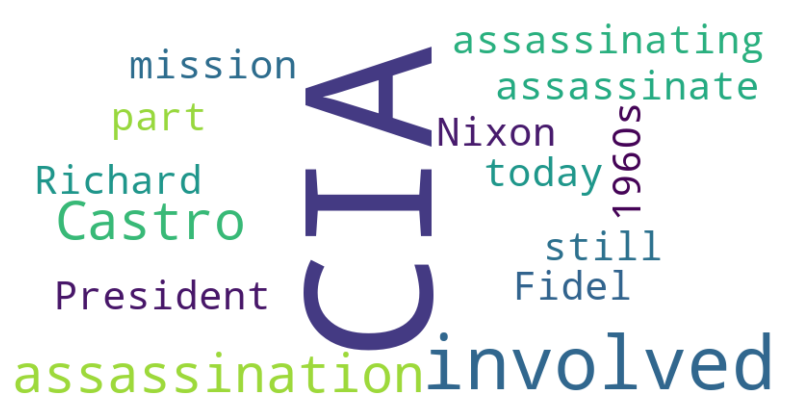 assassinating
mission
CIA
assassinate
part
Nixon
1960s
today
Richard
Castro
still
Fidel
President
involved
assassination